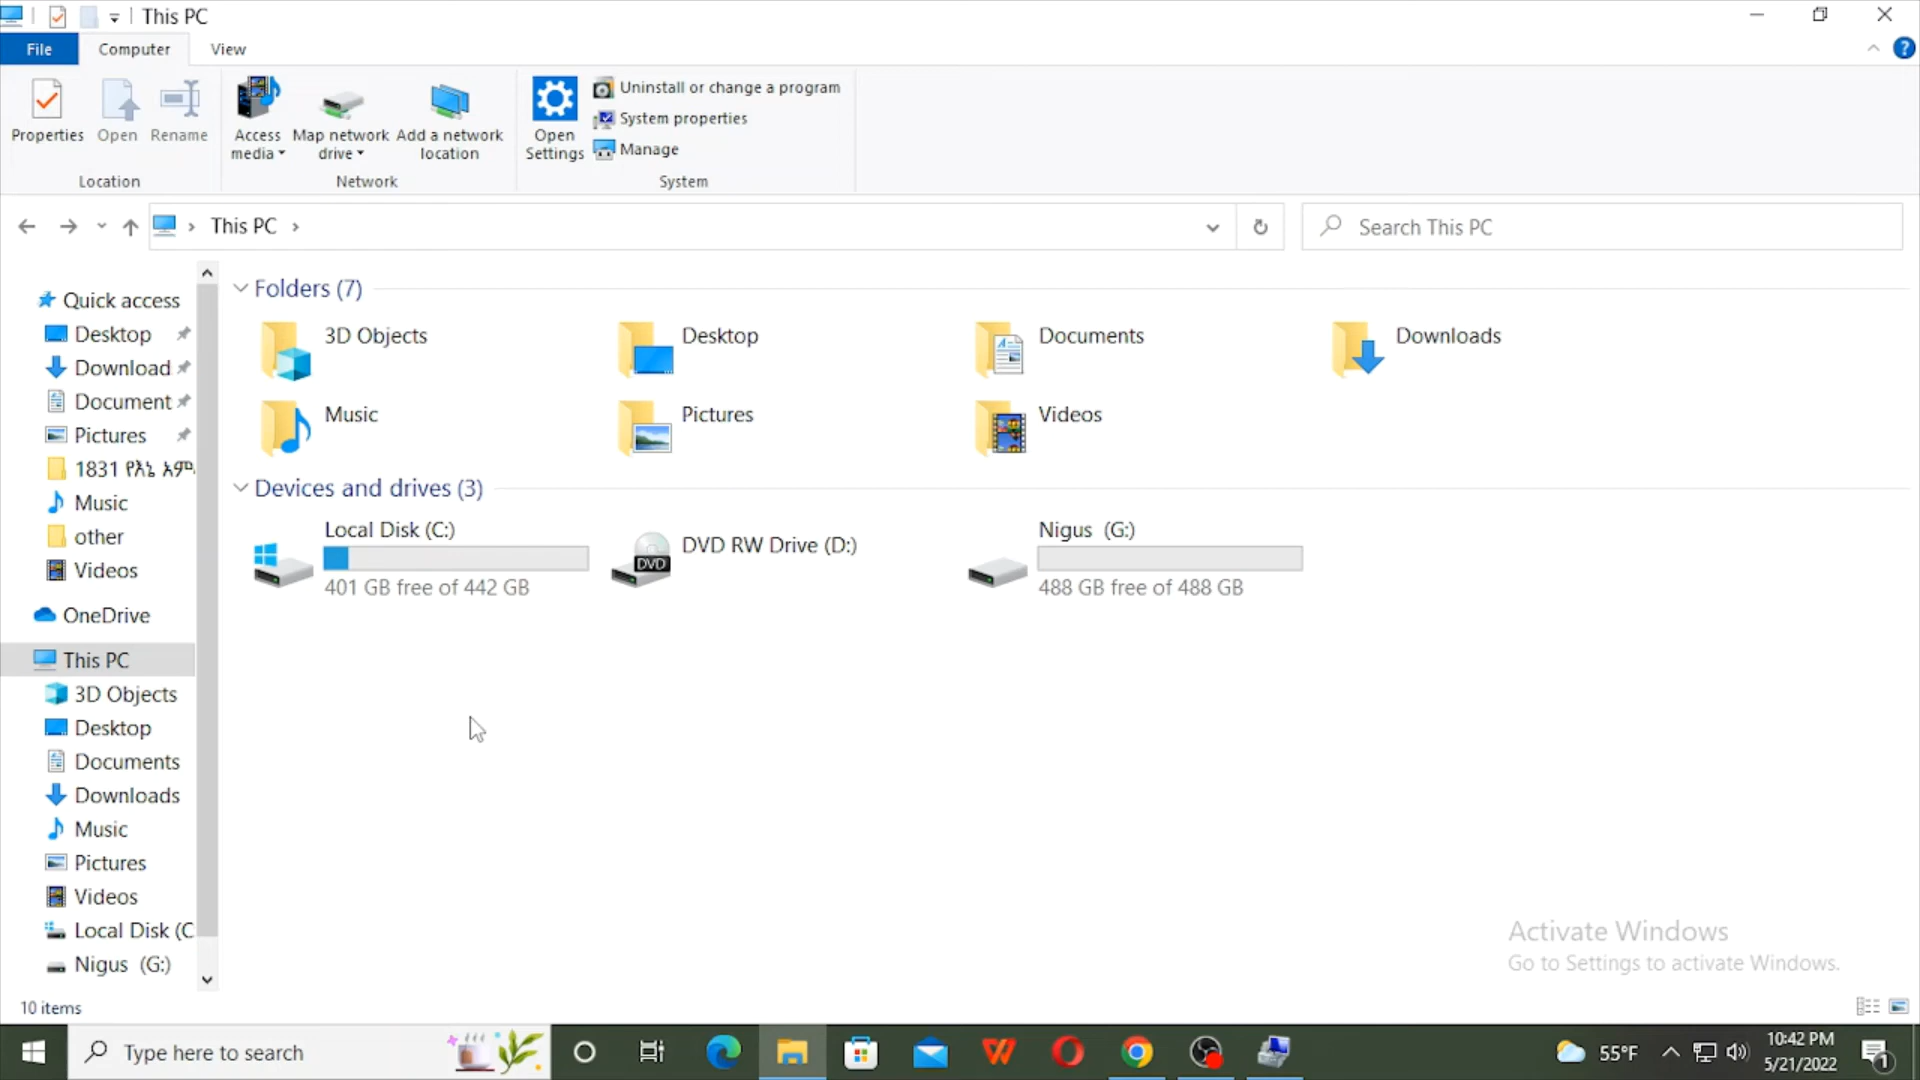 This PC
File
Computer
View
Properties
Open
Rename
Access media
Map network drive
Add a network location
Open Settings
Uninstall or change a program
System properties
Manage
Location
Network
System
This PC
Search This PC
Quick access
Desktop
Download
Document
Pictures
1831 የእኔ አም
Music
other
Videos
OneDrive
This PC
3D Objects
Desktop
Documents
Downloads
Music
Pictures
Videos
Local Disk (C
Nigus (G:)
Folders (7)
3D Objects
Desktop
Documents
Downloads
Music
Pictures
Videos
Devices and drives (3)
Local Disk (C:)
401 GB free of 442 GB
DVD
DVD RW Drive (D:)
Nigus (G:)
488 GB free of 488 GB
Activate Windows
Go to Settings to activate Windows.
10 items
Type here to search
55°F
10:42 PM
5/21/2022
1